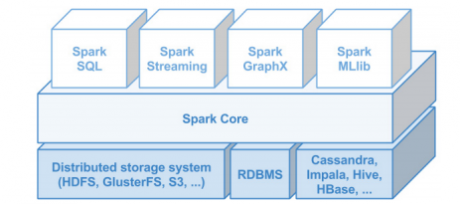 Spark
SQL
Spark
Streaming
Spark
GraphX
Spark
MLlib
Spark Core
Distributed storage system
(HDFS, GlusterFS, S3, ...)
RDBMS
Cassandra,
Impala, Hive,
HBase, ...